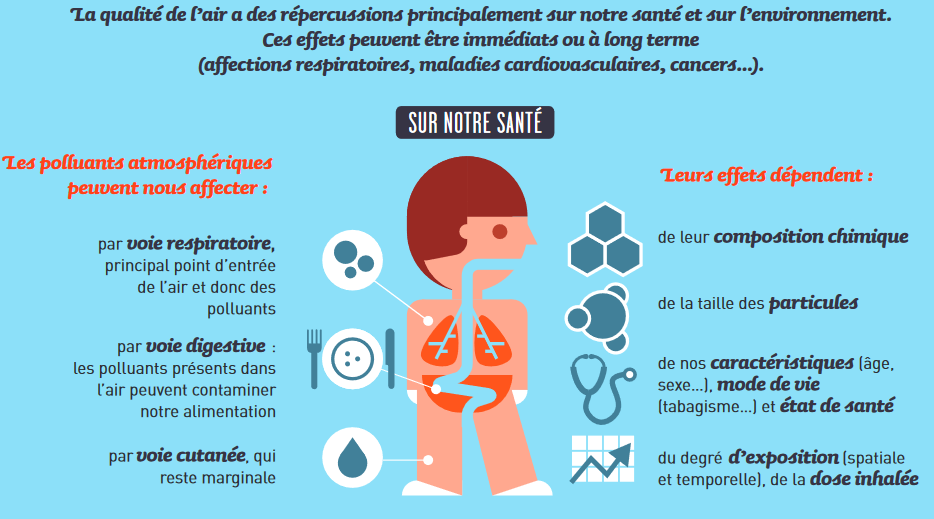 La qualité de l'air a des répercussions principalement sur notre santé et sur l'environnement.
Ces effets peuvent être immédiats ou à long terme
(affections respiratoires, maladies cardiovasculaires, cancers...).
SUR NOTRE SANTÉ
Les polluants atmosphériques
peuvent nous affecter :
par voie respiratoire,
principal point d'entrée
de l'air et donc des
polluants
par voie digestive :
les polluants présents dans
l'air peuvent contaminer
notre alimentation
par voie cutanée, qui
reste marginale
Leurs effets dépendent :
de leur composition chimique
de la taille des particules
de nos caractéristiques (âge,
sexe...), mode de vie
(tabagisme...) et état de santé
du degré d'exposition (spatiale
et temporelle), de la dose inhalée